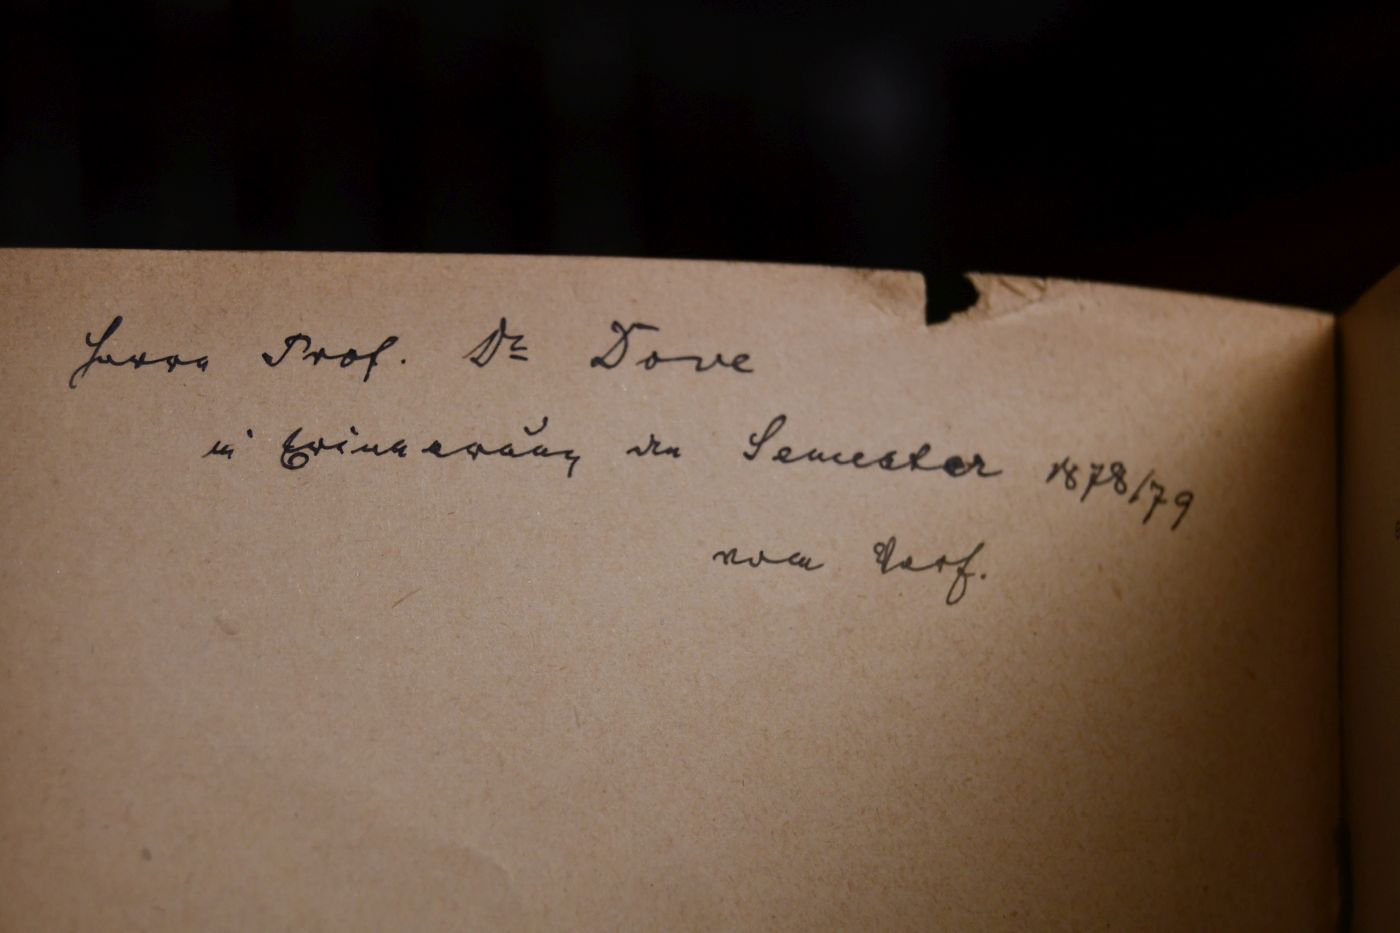 Herrn Prof. Dr Dove
in Erinnerung an Semester 1878/79
vom Verf.